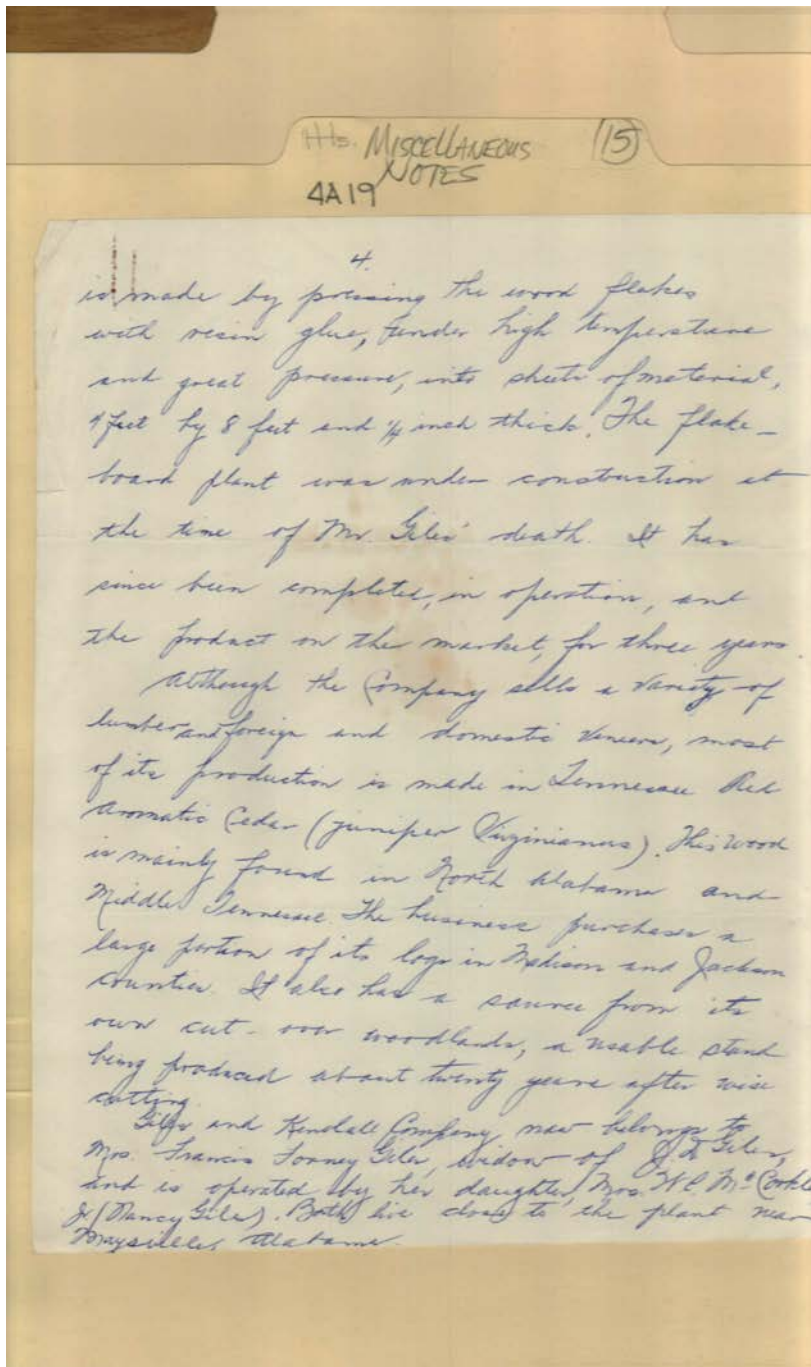 Hs. MISCELLANEOUS (15)
NOTES
4A19
4.
is made by pressing the wood flakes
with resin glue, under high temperature
and great pressure, into sheets of material,
4 feet by 8 feet and 1/4 inch thick. The flake-
board plant was under construction at
the time of Mr. Giles' death. It has
since been completed, in operation, and
the product on the market, for three years.
Although the Company sells a variety of
lumber and foreign and domestic veneers, most
of its production is made in Tennessee Red
Aromatic Cedar (juniper Virginianus). This wood
is mainly found in North Alabama and
Middle Tennessee. The business purchases a
large portion of its logs in Madison and Jackson
counties. It also has a source from its
own cut-over woodlands, a usable stand
being produced about twenty years after wise
cutting.
Giles and Kendall Company now belongs to
Mrs. Francis Forney Giles, widow of J. Giles,
and is operated by her daughter, Mrs. W C McCorkle
Jr (Nancy Giles). Both live close to the plant near
Maysville, Alabama.